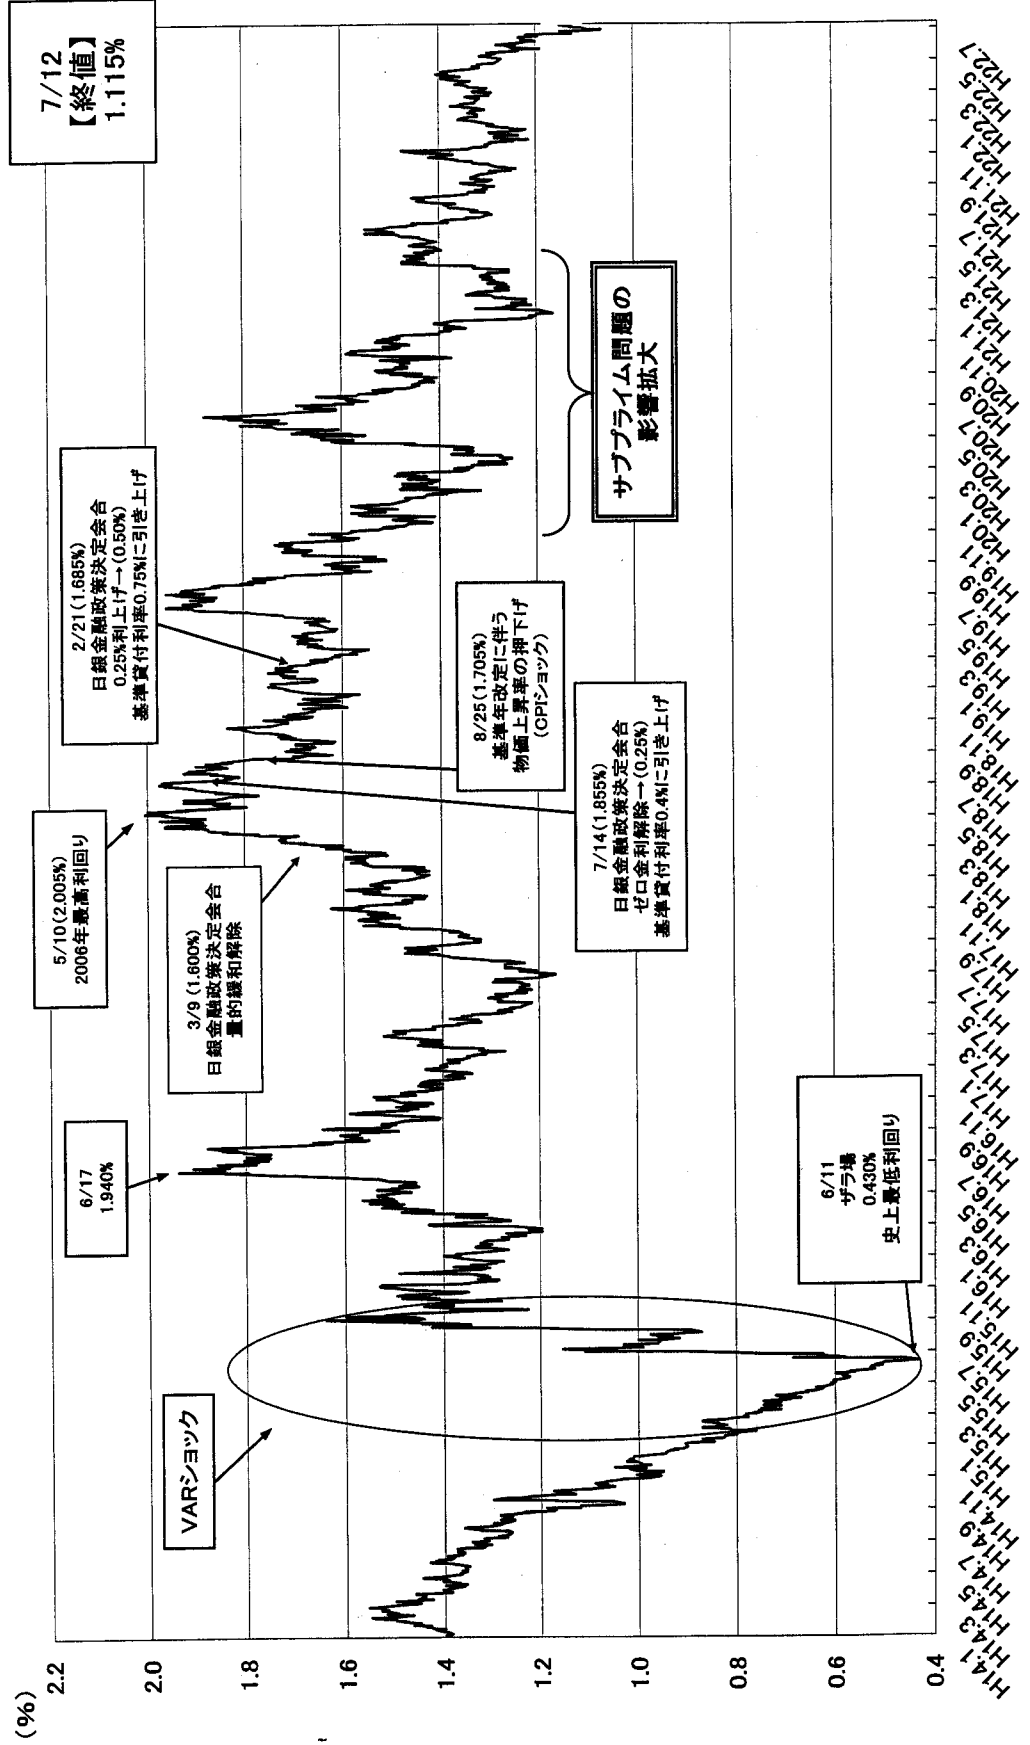 (%)
2.2
2.0
1.8
1.6
1.4
1.2
1.0
0.8
0.6
0.4
VARショック
6/17
1.940%
5/10(2.005%)
2006年最高利回り
3/9 (1.600%)
日銀金融政策決定会合
量的緩和解除
2/21(1.685%)
日銀金融政策決定会合
0.25%利上げ→(0.50%)
基準貸付利率0.75%に引き上げ
7/12
【終値】
1.115%
8/25(1.705%)
基準年改定に伴う
物価上昇率の押下げ
(CPIショック)
7/14(1.855%)
日銀金融政策決定会合
ゼロ金利解除→(0.25%)
基準貸付利率0.4%に引き上げ
サブプライム問題の
影響拡大
6/11
ザラ場
0.430%
史上最低利回り
H14.1
H14.3
H14.5
H14.7
H14.9
H14.11
H15.1
H15.3
H15.5
H15.7
H15.9
H15.11
H16.1
H16.3
H16.5
H16.7
H16.9
H16.11
H17.1
H17.3
H17.5
H17.7
H17.9
H17.11
H18.1
H18.3
H18.5
H18.7
H18.9
H18.11
H19.1
H19.3
H19.5
H19.7
H19.9
H19.11
H20.1
H20.3
H20.5
H20.7
H20.9
H20.11
H21.1
H21.3
H21.5
H21.7
H21.9
H21.11
H22.1
H22.3
H22.5
H22.7